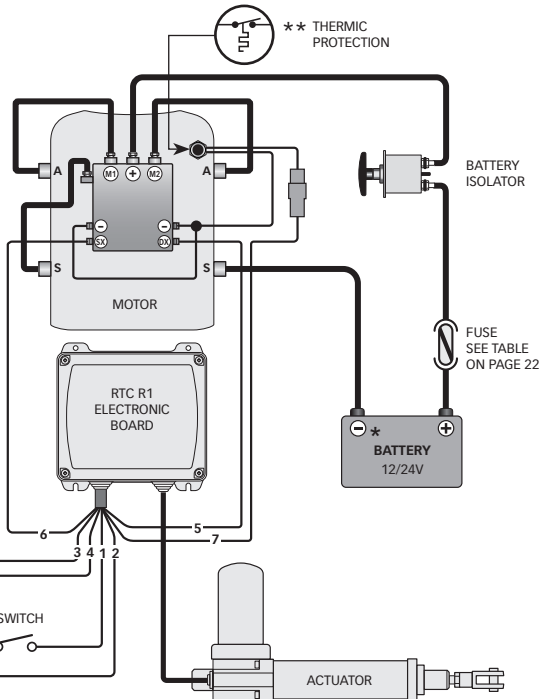 ** THERMIC
PROTECTION
M1 + M2
A A
BATTERY
ISOLATOR
- -
SX DX
S S
MOTOR
FUSE
SEE TABLE
ON PAGE 22
RTC R1
ELECTRONIC
BOARD
- * +
BATTERY
12/24V
6 5
7
3 4 1 2
SWITCH
ACTUATOR